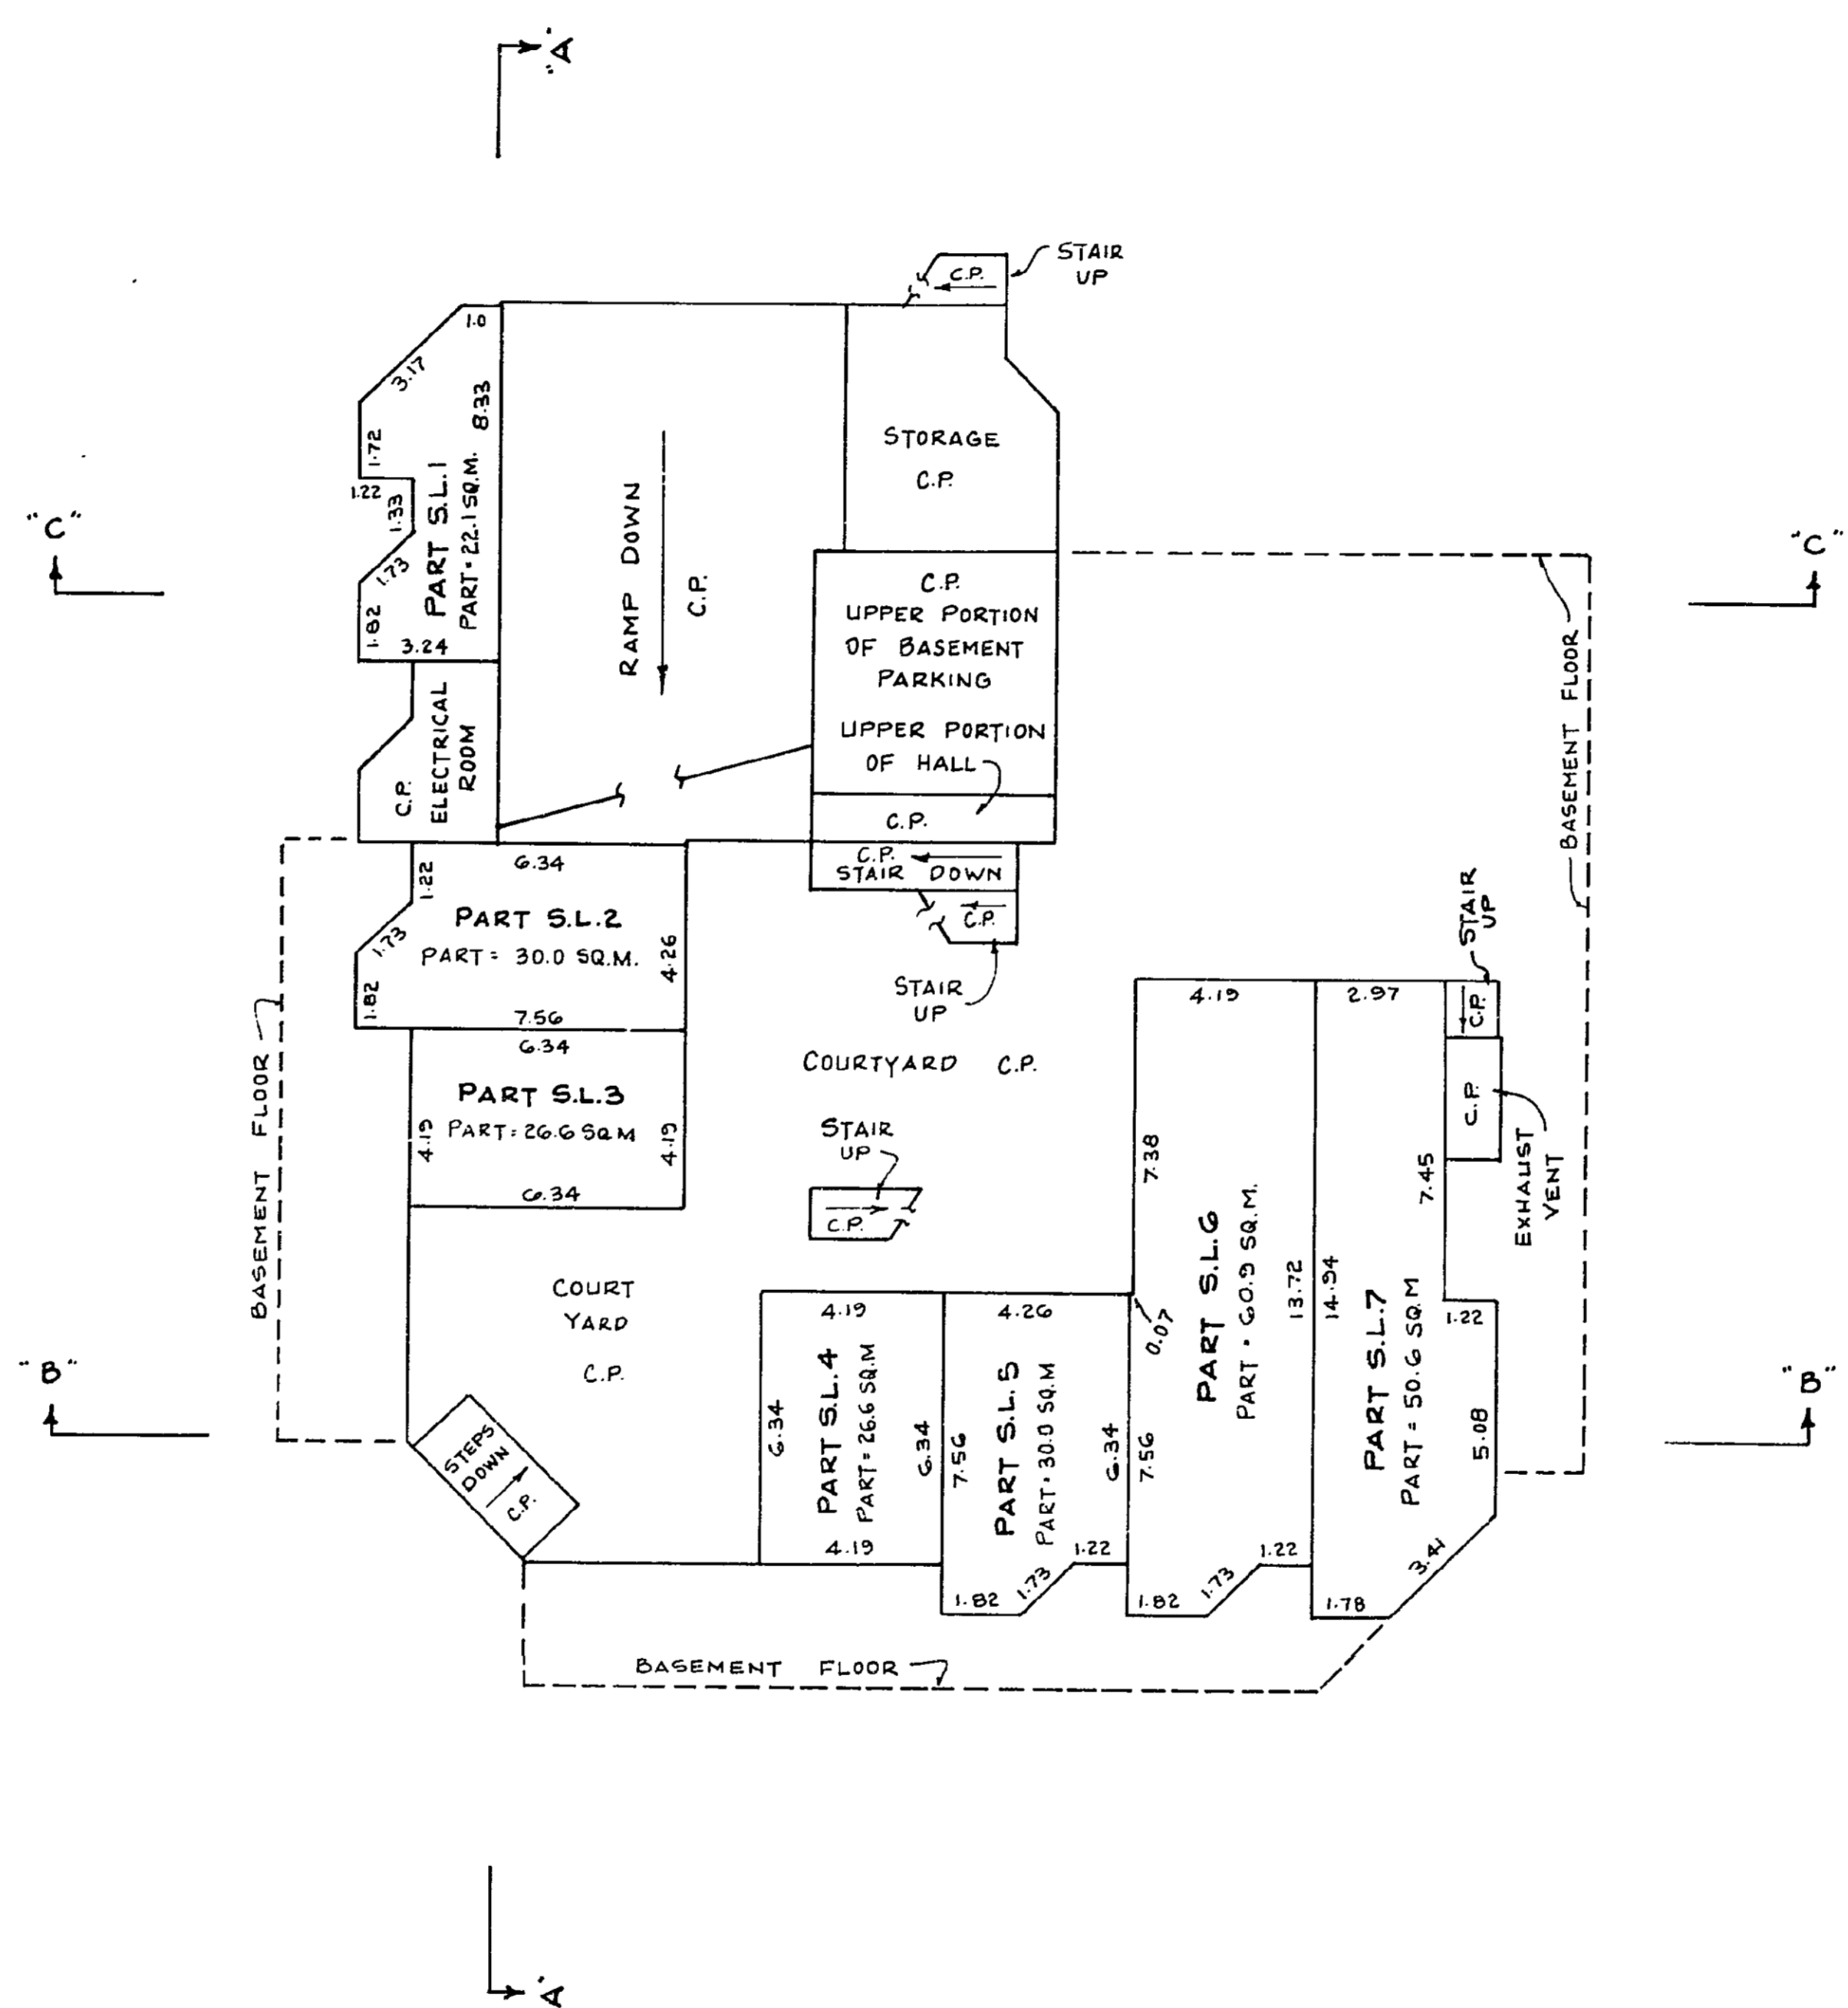 "A"
STAIR
UP
C.P.
1.0
3.17
8.33
1.72
1.22
1.33
1.73
1.82
3.24
PART S.L.1
PART = 22.1 SQ.M.
RAMP DOWN
C.P.
STORAGE
C.P.
"C"
"C"
C.P.
UPPER PORTION
OF BASEMENT
PARKING
UPPER PORTION
OF HALL
C.P.
BASEMENT FLOOR
C.P.
ELECTRICAL
ROOM
C.P.
STAIR DOWN
C.P.
STAIR
UP
6.34
1.22
PART S.L.2
PART = 30.0 SQ.M.
1.73
4.26
1.82
7.56
6.34
PART S.L.3
PART = 26.6 SQ.M
4.19
4.19
6.34
BASEMENT FLOOR
COURTYARD C.P.
STAIR
UP
C.P.
STAIR
UP
C.P.
C.P.
EXHAUST
VENT
4.19
2.97
7.38
7.45
PART S.L.6
PART = 60.9 SQ.M.
13.72
14.94
PART S.L.7
PART = 50.6 SQ.M
1.22
5.08
3.41
1.78
COURT
YARD
C.P.
4.19
4.26
0.07
PART S.L.4
PART = 26.6 SQ.M
6.34
6.34
4.19
PART S.L.5
PART = 30.0 SQ.M
7.56
6.34
7.56
1.22
1.73
1.82
1.22
1.73
1.82
"B"
"B"
STEPS
DOWN
C.P.
BASEMENT FLOOR
"A"